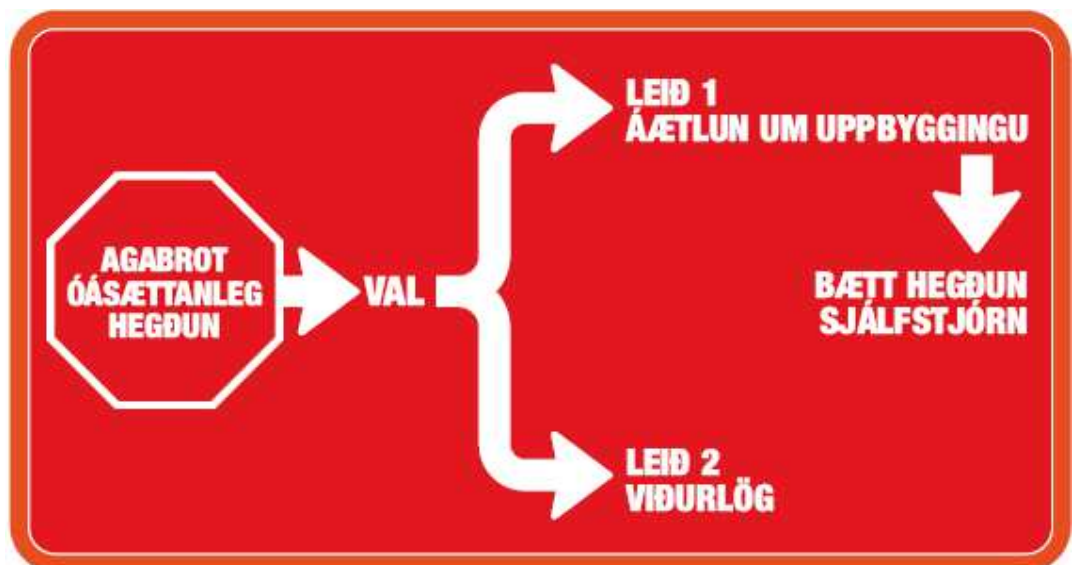 AGABROT
ÓÁSÆTTANLEG
HEGÐUN
VAL
LEIÐ 1
ÁÆTLUN UM UPPBYGGINGU
BÆTT HEGÐUN
SJÁLFSTJÓRN
LEIÐ 2
VIÐURLÖG